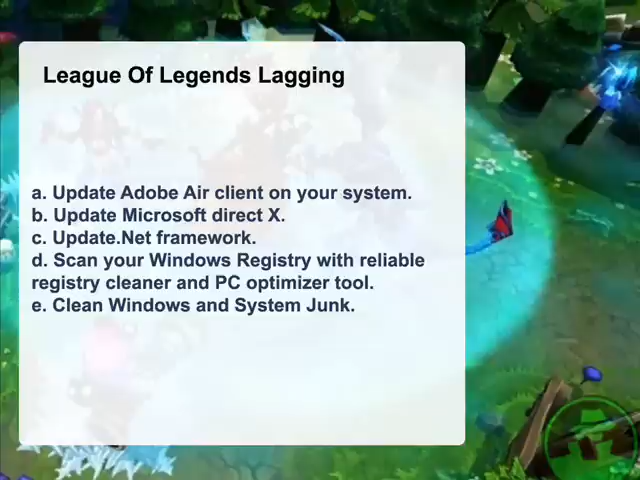 League Of Legends Lagging
a. Update Adobe Air client on your system.
b. Update Microsoft direct X.
c. Update.Net framework.
d. Scan your Windows Registry with reliable
registry cleaner and PC optimizer tool.
e. Clean Windows and System Junk.